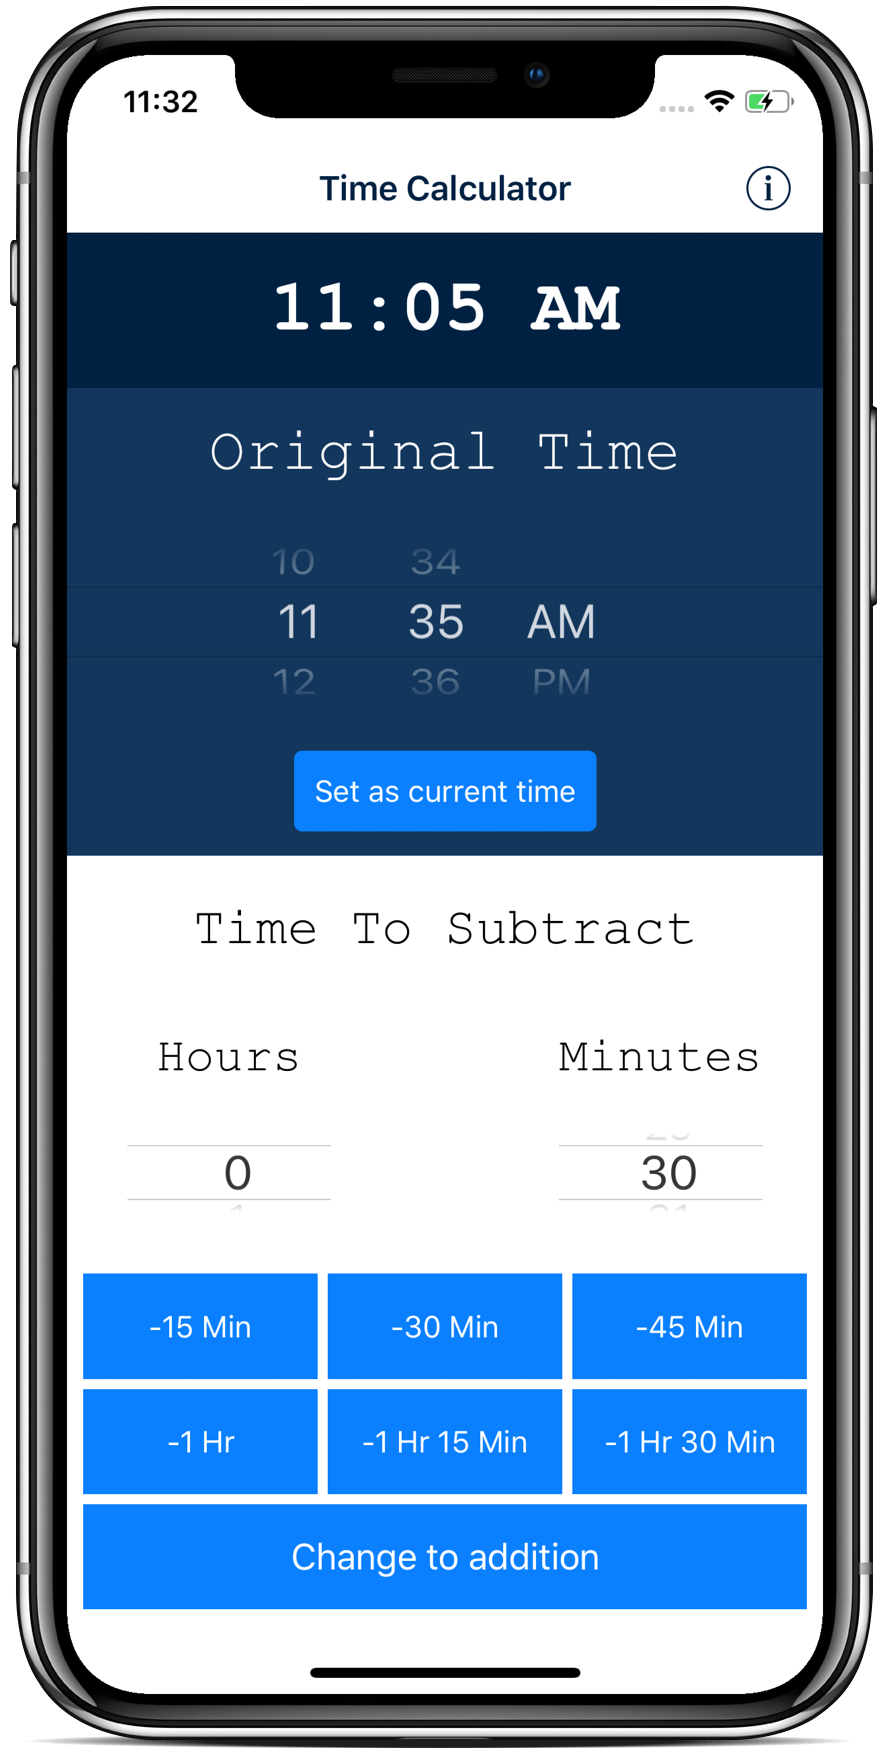 11:32
Time Calculator
11:05 AM
Original Time
10 34
11 35 AM
12 36 PM
Set as current time
Time To Subtract
Hours Minutes
0 30
-15 Min -30 Min -45 Min
-1 Hr -1 Hr 15 Min -1 Hr 30 Min
Change to addition